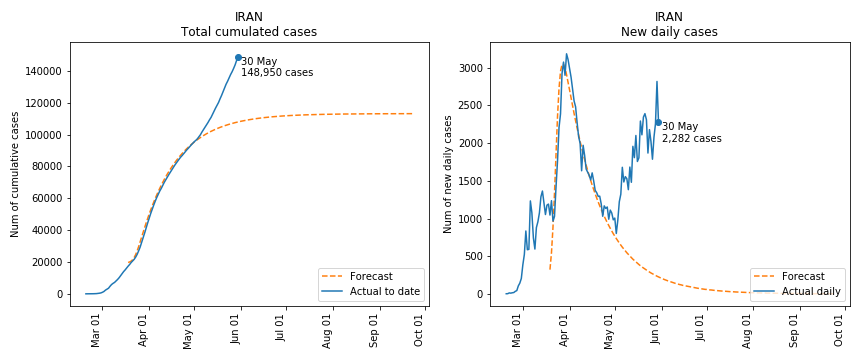 IRAN
Total cumulated cases
Num of cumulative cases
140000
120000
100000
80000
60000
40000
20000
0
30 May
148,950 cases
Forecast
Actual to date
Mar 01
Apr 01
May 01
Jun 01
Jul 01
Aug 01
Sep 01
Oct 01
IRAN
New daily cases
Num of new daily cases
3000
2500
2000
1500
1000
500
0
30 May
2,282 cases
Forecast
Actual daily
Mar 01
Apr 01
May 01
Jun 01
Jul 01
Aug 01
Sep 01
Oct 01